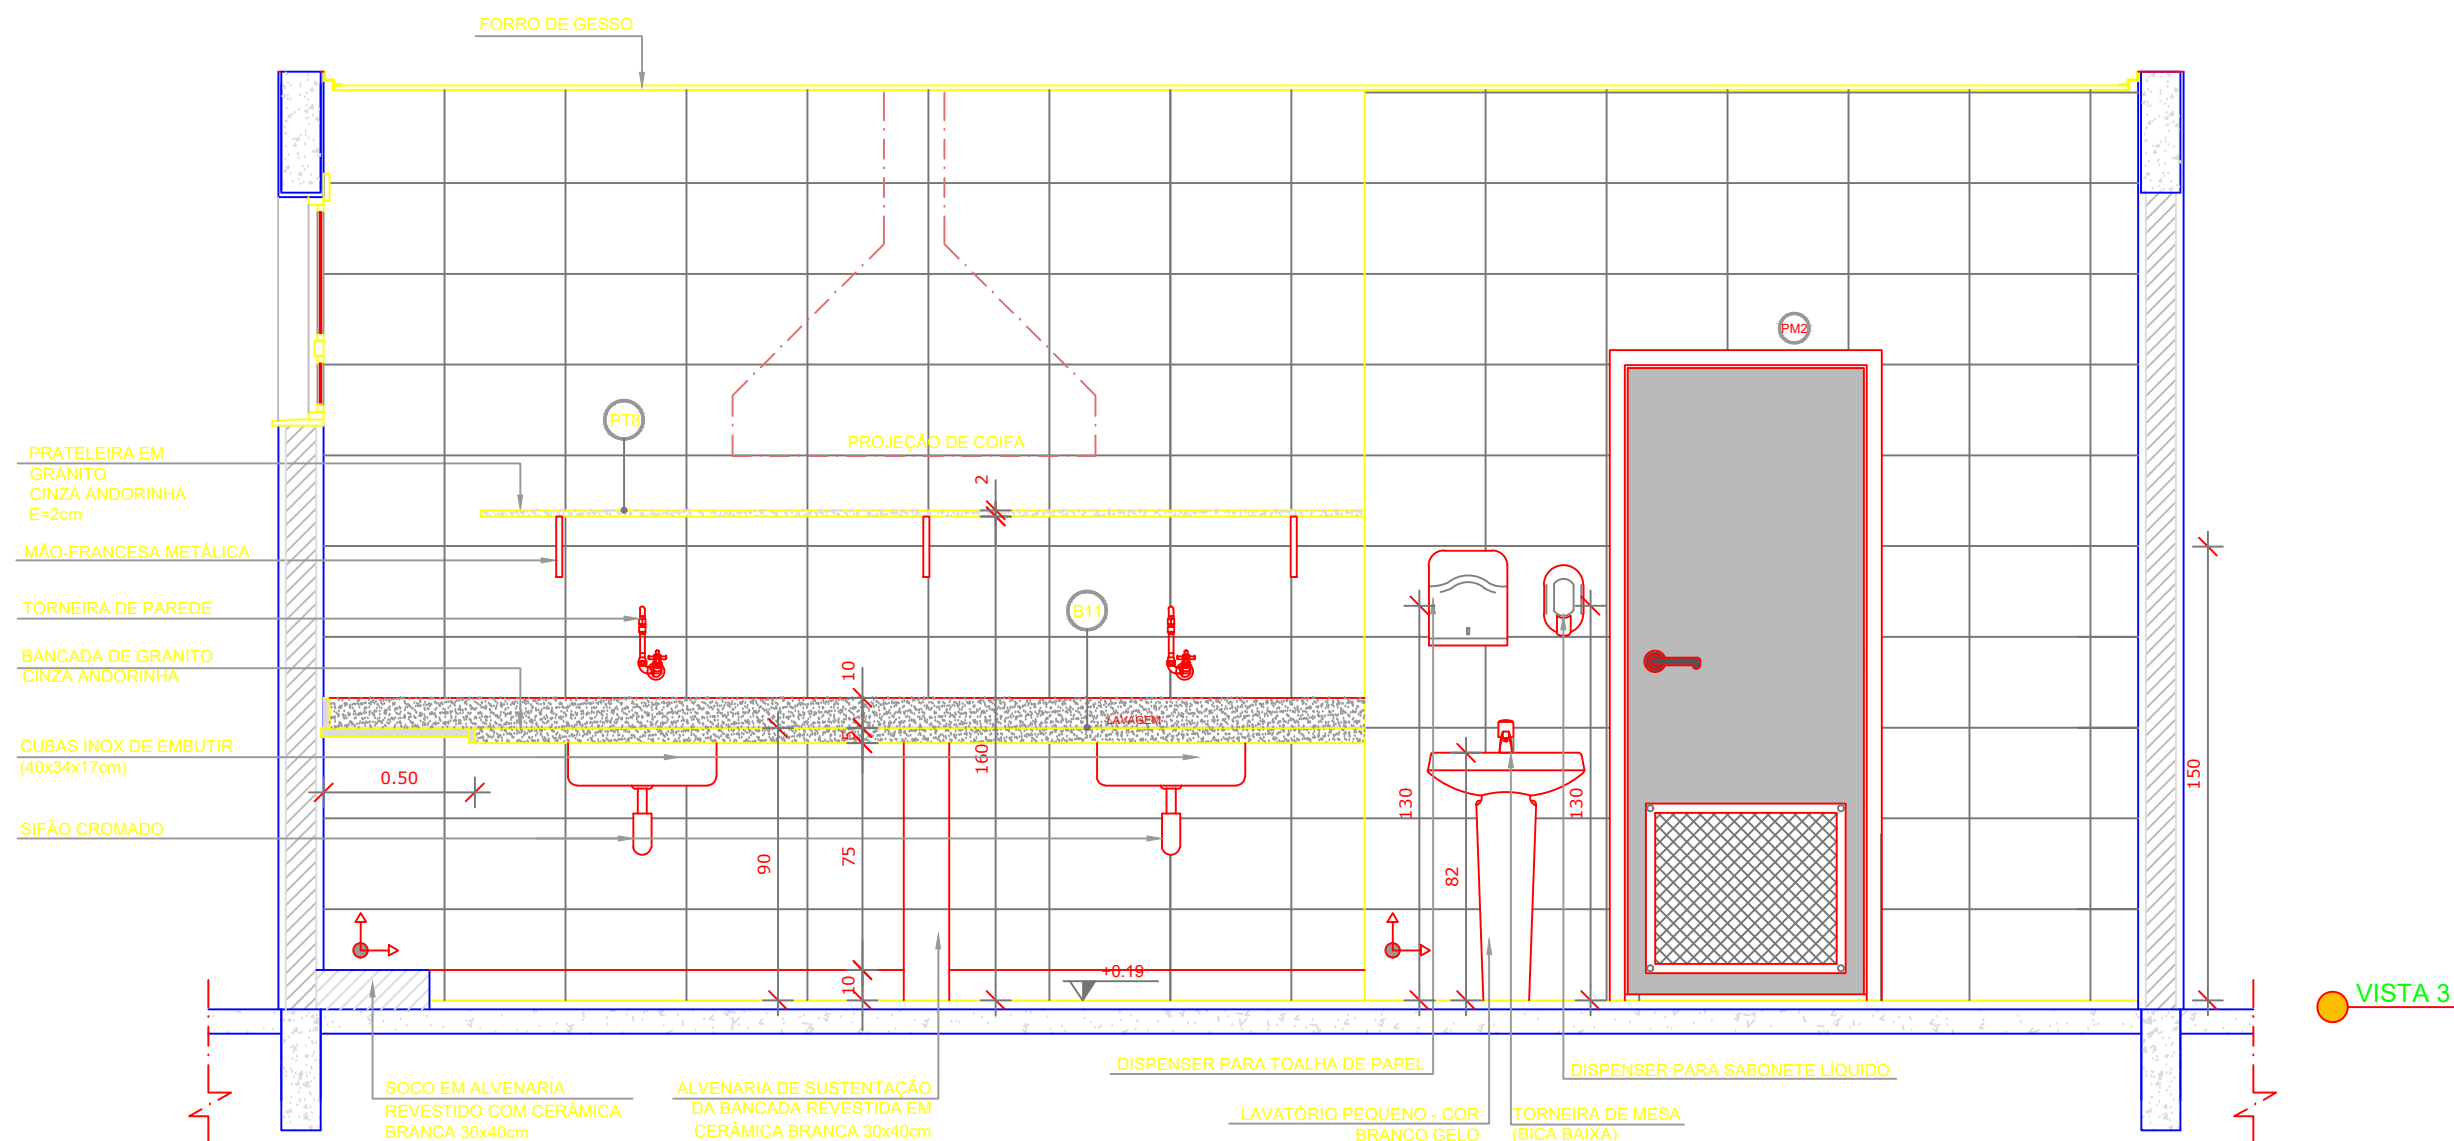 FORRO DE GESSO
PM2
PT8
PROJEÇÃO DE COIFA
PRATELEIRA EM
GRANITO
CINZA ANDORINHA
E=2cm
2
MÃO-FRANCESA METÁLICA
TORNEIRA DE PAREDE
B11
BANCADA DE GRANITO
CINZA ANDORINHA
10
LAVAGEM
5
160
CUBAS INOX DE EMBUTIR
(40x34x17cm)
0.50
130
130
150
SIFÃO CROMADO
90
75
82
10
+0.19
VISTA 3
DISPENSER PARA TOALHA DE PAPEL
DISPENSER PARA SABONETE LÍQUIDO
SOCO EM ALVENARIA
REVESTIDO COM CERÂMICA
BRANCA 30x40cm
ALVENARIA DE SUSTENTAÇÃO
DA BANCADA REVESTIDA EM
CERÂMICA BRANCA 30x40cm
LAVATÓRIO PEQUENO - COR
BRANCO GELO
TORNEIRA DE MESA
(BICA BAIXA)